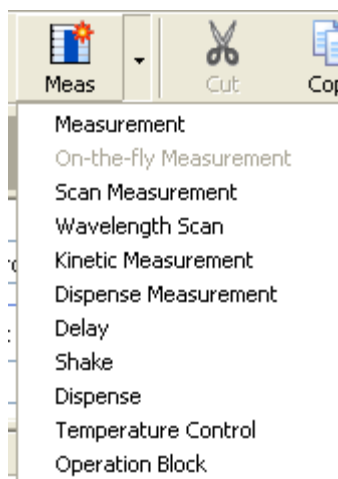 Meas Cut Cop
Measurement
On-the-fly Measurement
Scan Measurement
Wavelength Scan
Kinetic Measurement
Dispense Measurement
Delay
Shake
Dispense
Temperature Control
Operation Block